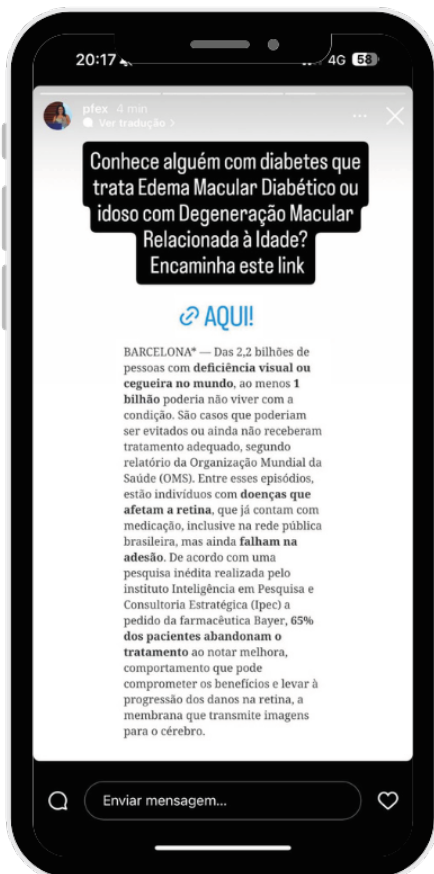 20:17
4G 58
pfex 4 min
Ver tradução >
Conhece alguém com diabetes que
trata Edema Macular Diabético ou
idoso com Degeneração Macular
Relacionada à Idade?
Encaminha este link
AQUI!
BARCELONA* — Das 2,2 bilhões de
pessoas com deficiência visual ou
cegueira no mundo, ao menos 1
bilhão poderia não viver com a
condição. São casos que poderiam
ser evitados ou ainda não receberam
tratamento adequado, segundo
relatório da Organização Mundial da
Saúde (OMS). Entre esses episódios,
estão indivíduos com doenças que
afetam a retina, que já contam com
medicação, inclusive na rede pública
brasileira, mas ainda falham na
adesão. De acordo com uma
pesquisa inédita realizada pelo
instituto Inteligência em Pesquisa e
Consultoria Estratégica (Ipec) a
pedido da farmacêutica Bayer, 65%
dos pacientes abandonam o
tratamento ao notar melhora,
comportamento que pode
comprometer os benefícios e levar à
progressão dos danos na retina, a
membrana que transmite imagens
para o cérebro.
Enviar mensagem...